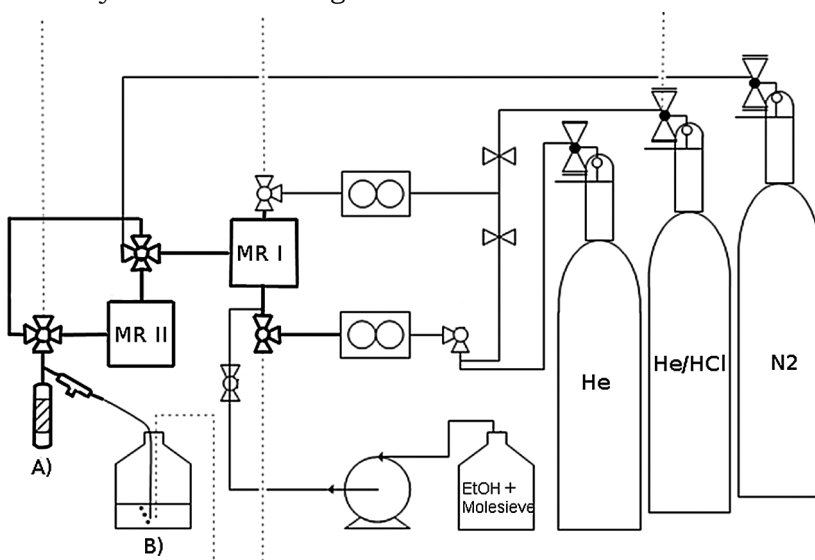 MR I
MR II
He
He/HCl
N2
A)
B)
EtOH +
Molesieve